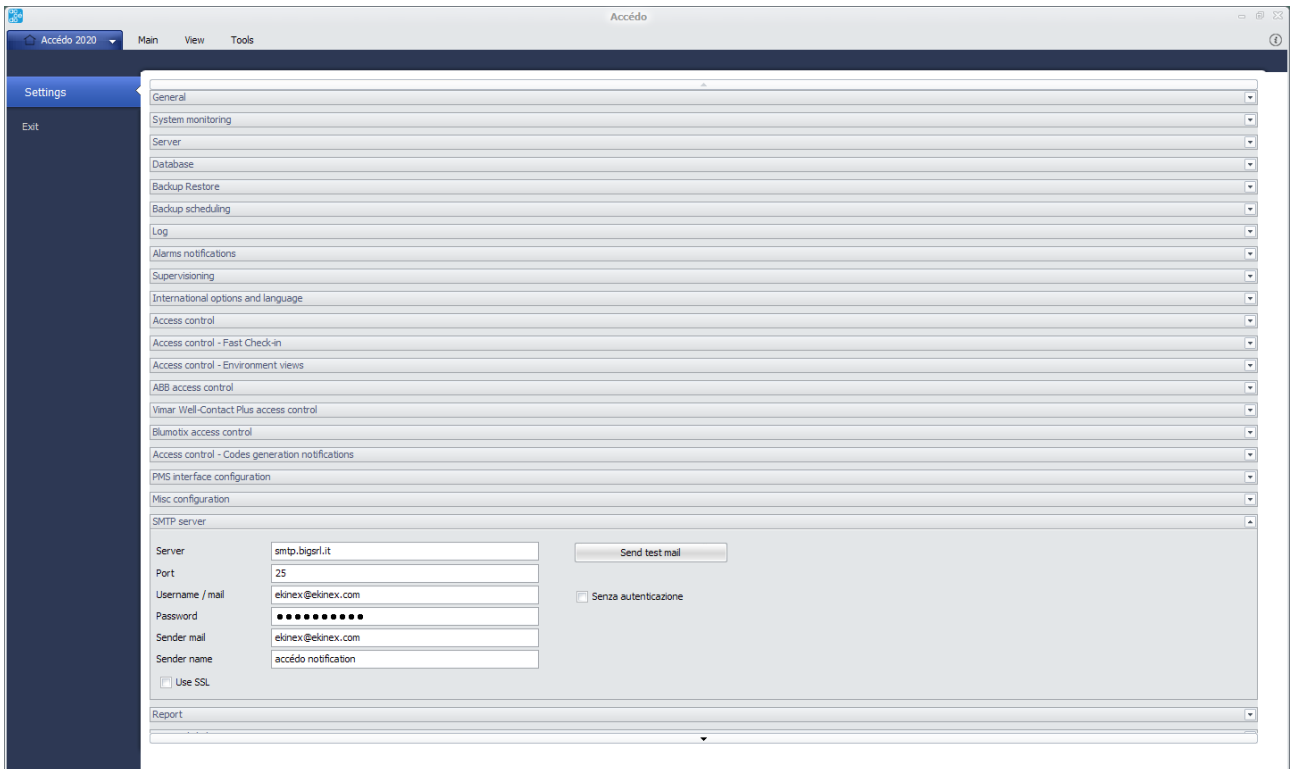 Accédo
Accédo 2020 Main View Tools
Settings
Exit
General
System monitoring
Server
Database
Backup Restore
Backup scheduling
Log
Alarms notifications
Supervisioning
International options and language
Access control
Access control - Fast Check-in
Access control - Environment views
ABB access control
Vimar Well-Contact Plus access control
Blumotix access control
Access control - Codes generation notifications
PMS interface configuration
Misc configuration
SMTP server
Server smtp.bigsrl.it Send test mail
Port 25
Username / mail ekinex@ekinex.com Senza autenticazione
Password ●●●●●●●●●●
Sender mail ekinex@ekinex.com
Sender name accédo notification
Use SSL
Report